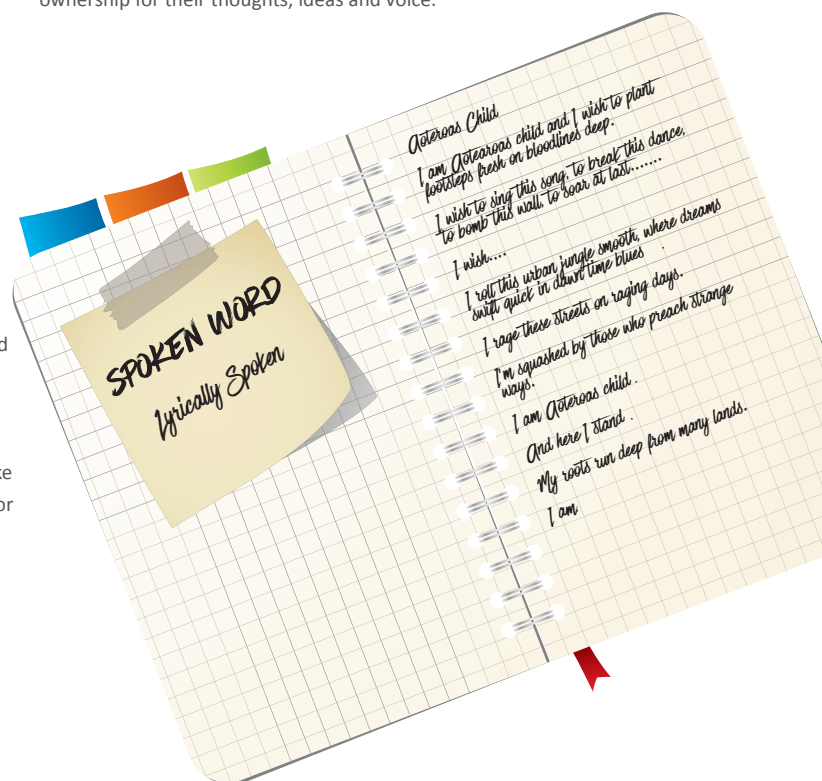 ownership for their thoughts, ideas and voice.
d
ke
or
SPOKEN WORD
Lyrically Spoken
Aoteroas Child
I am Aotearoas child and I wish to plant
footsteps fresh on bloodlines deep.
I wish to sing this song, to break this dance,
to bomb this wall, to soar at last.......
I wish....
I roll this urban jungle smooth, where dreams
swift quick in dawn time blues .
I rage these streets on raging days.
I'm squashed by those who preach strange
ways.
I am Aoteroas child .
And here I stand .
My roots run deep from many lands.
I am